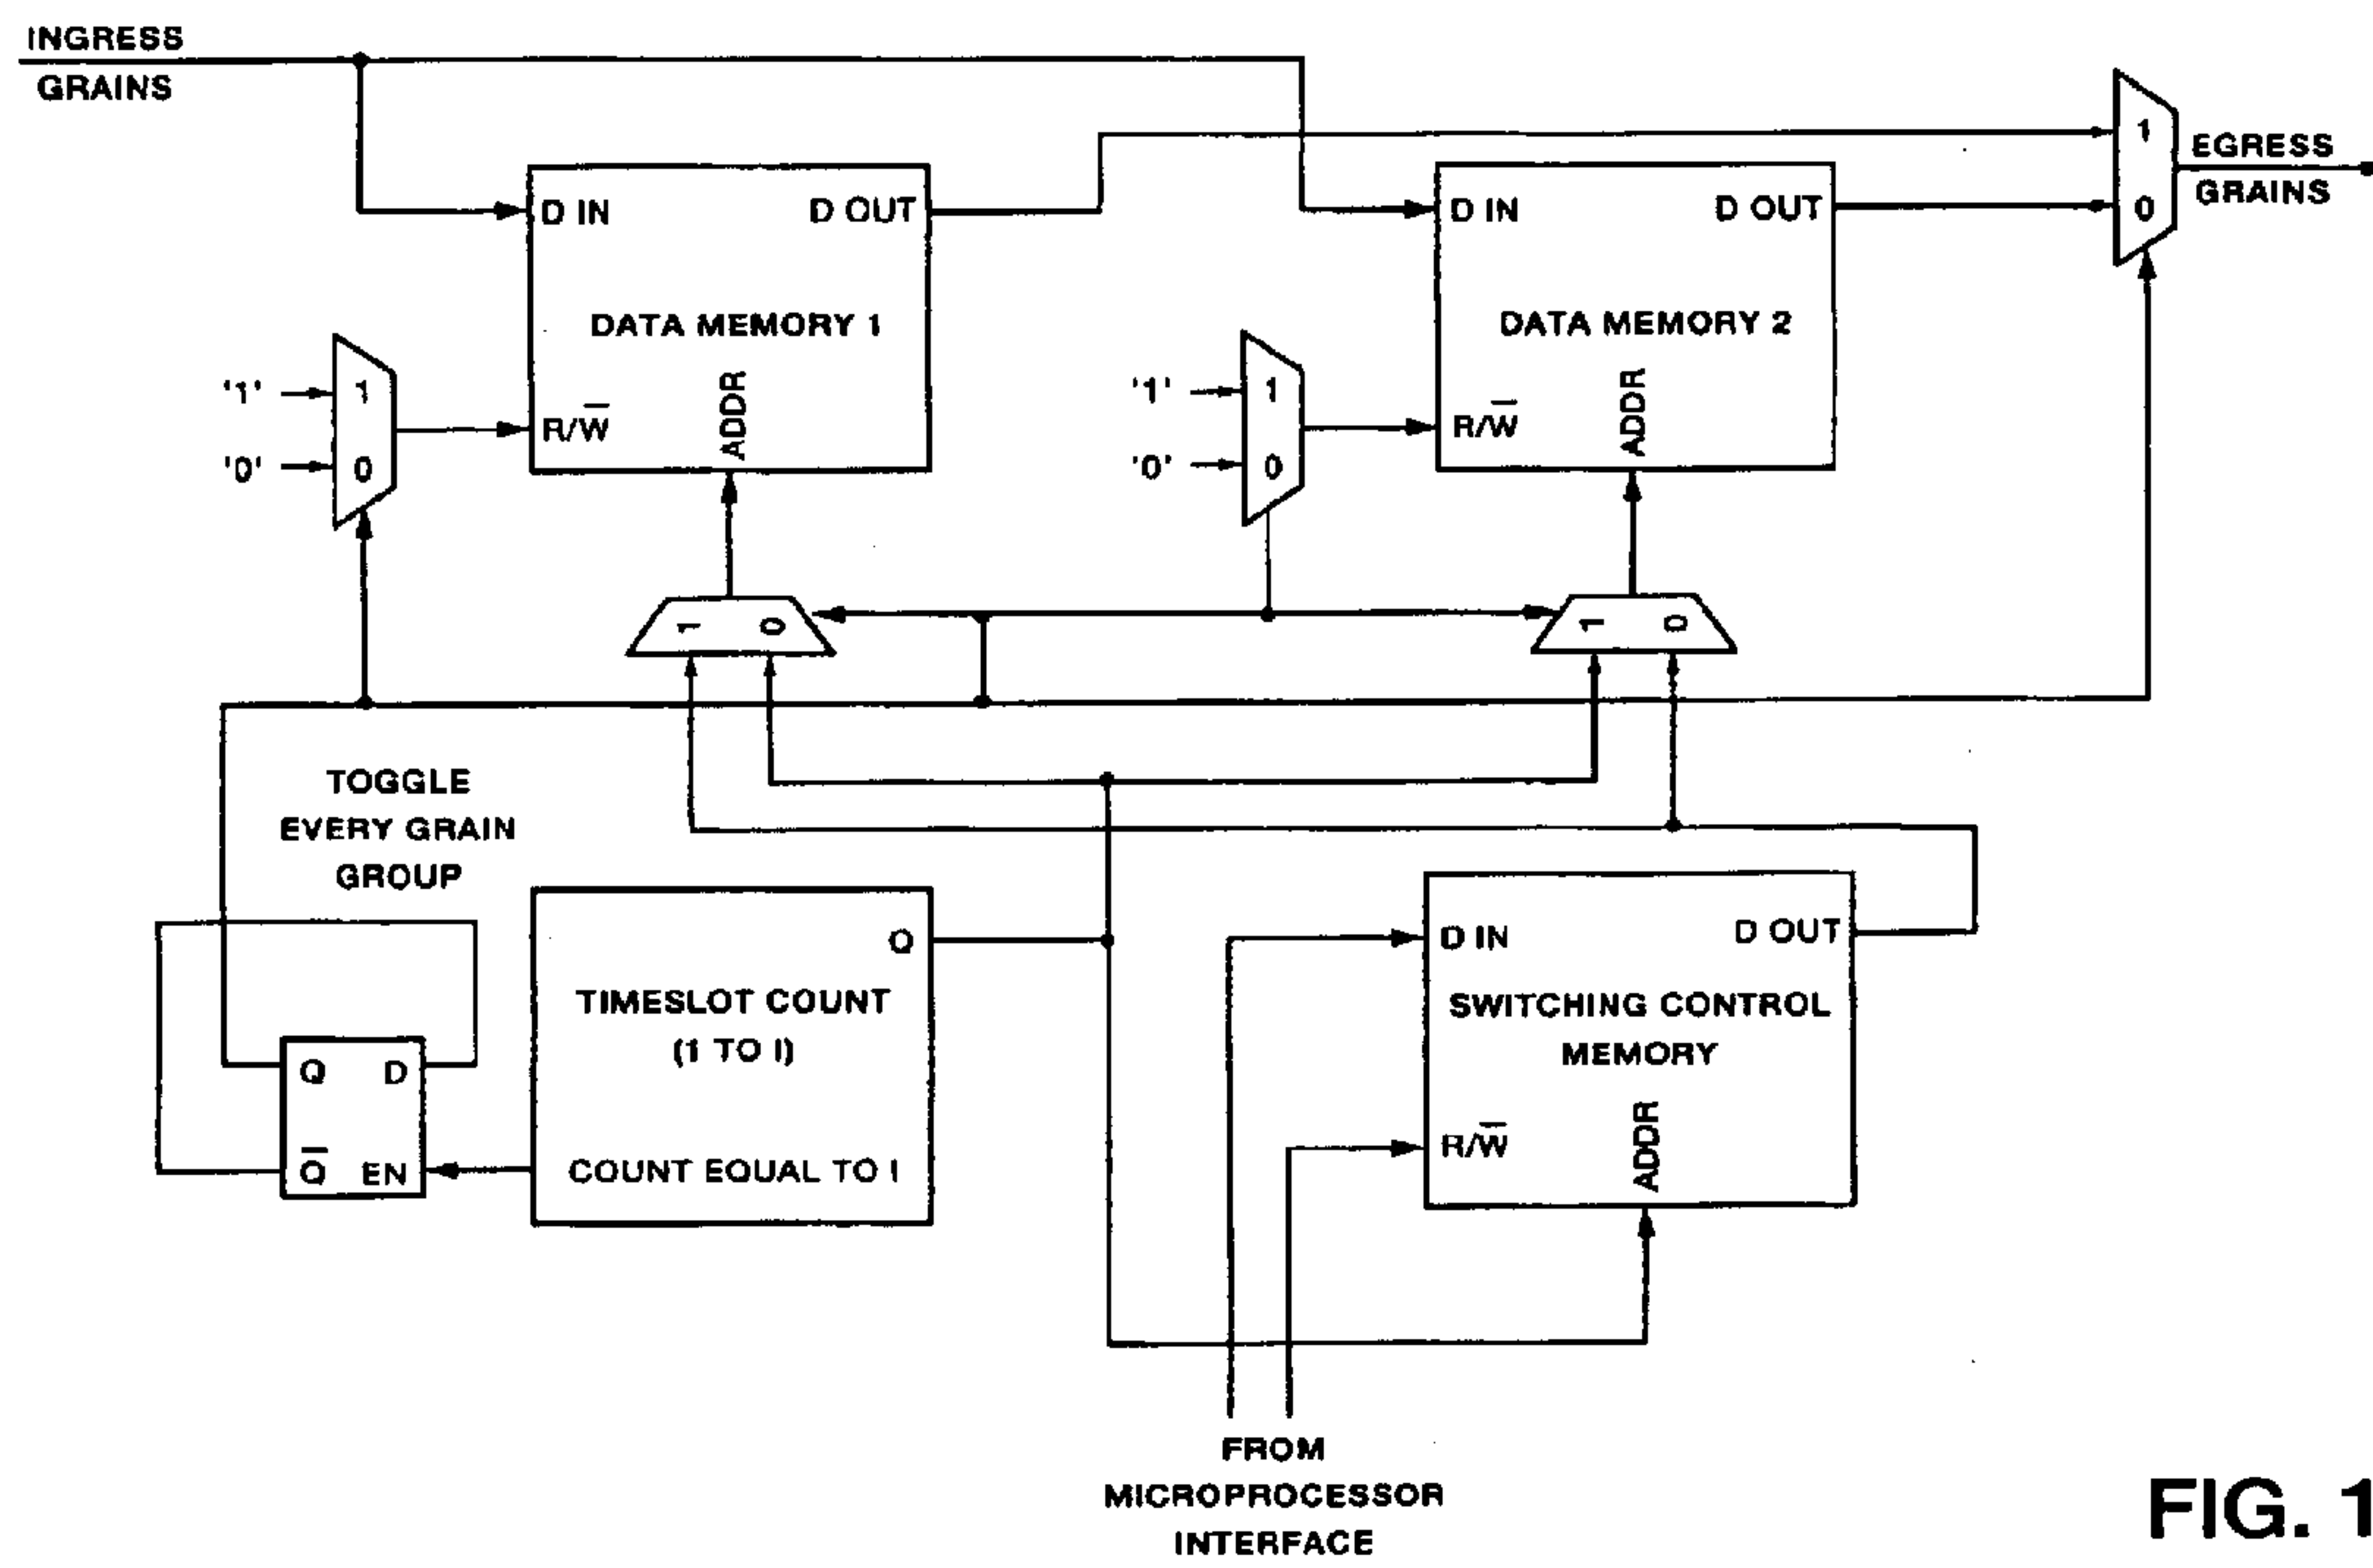 INGRESS
GRAINS
1
0
EGRESS
GRAINS
D IN
D OUT
DATA MEMORY 1
R/W̅
ADDR
'1'
'0'
1
0
D IN
D OUT
DATA MEMORY 2
R/W̅
ADDR
'1'
'0'
1
0
1
0
1
0
TOGGLE
EVERY GRAIN
GROUP
Q
D
Q̅
EN
Q
TIMESLOT COUNT
(1 TO I)
COUNT EQUAL TO I
D IN
D OUT
SWITCHING CONTROL
MEMORY
R/W̅
ADDR
FROM
MICROPROCESSOR
INTERFACE
FIG. 1